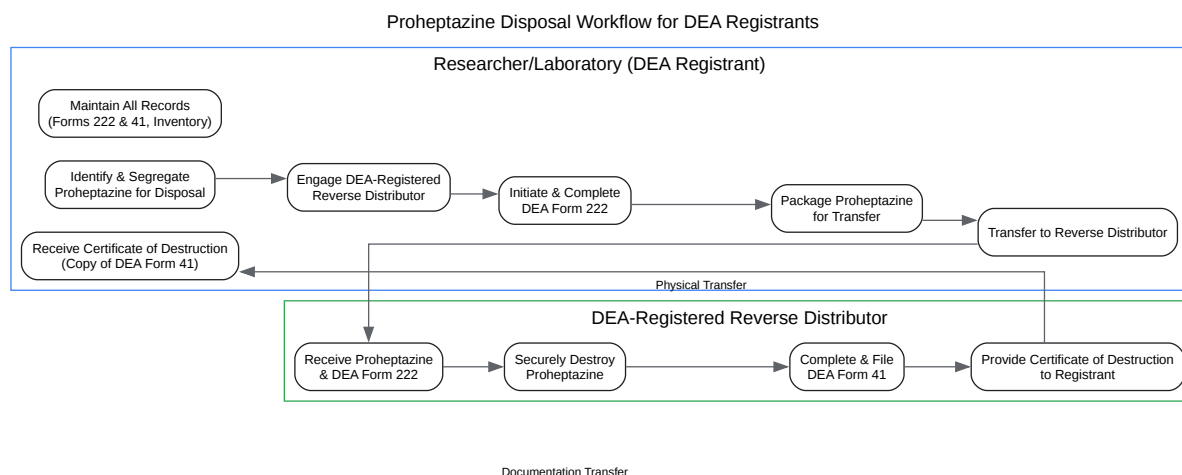 Proheptazine Disposal Workflow for DEA Registrants
Researcher/Laboratory (DEA Registrant)
Maintain All Records
(Forms 222 & 41, Inventory)
Identify & Segregate
Proheptazine for Disposal
Engage DEA-Registered
Reverse Distributor
Initiate & Complete
DEA Form 222
Package Proheptazine
for Transfer
Transfer to Reverse Distributor
Receive Certificate of Destruction
(Copy of DEA Form 41)
Physical Transfer
DEA-Registered Reverse Distributor
Receive Proheptazine
& DEA Form 222
Securely Destroy
Proheptazine
Complete & File
DEA Form 41
Provide Certificate of Destruction
to Registrant
Documentation Transfer